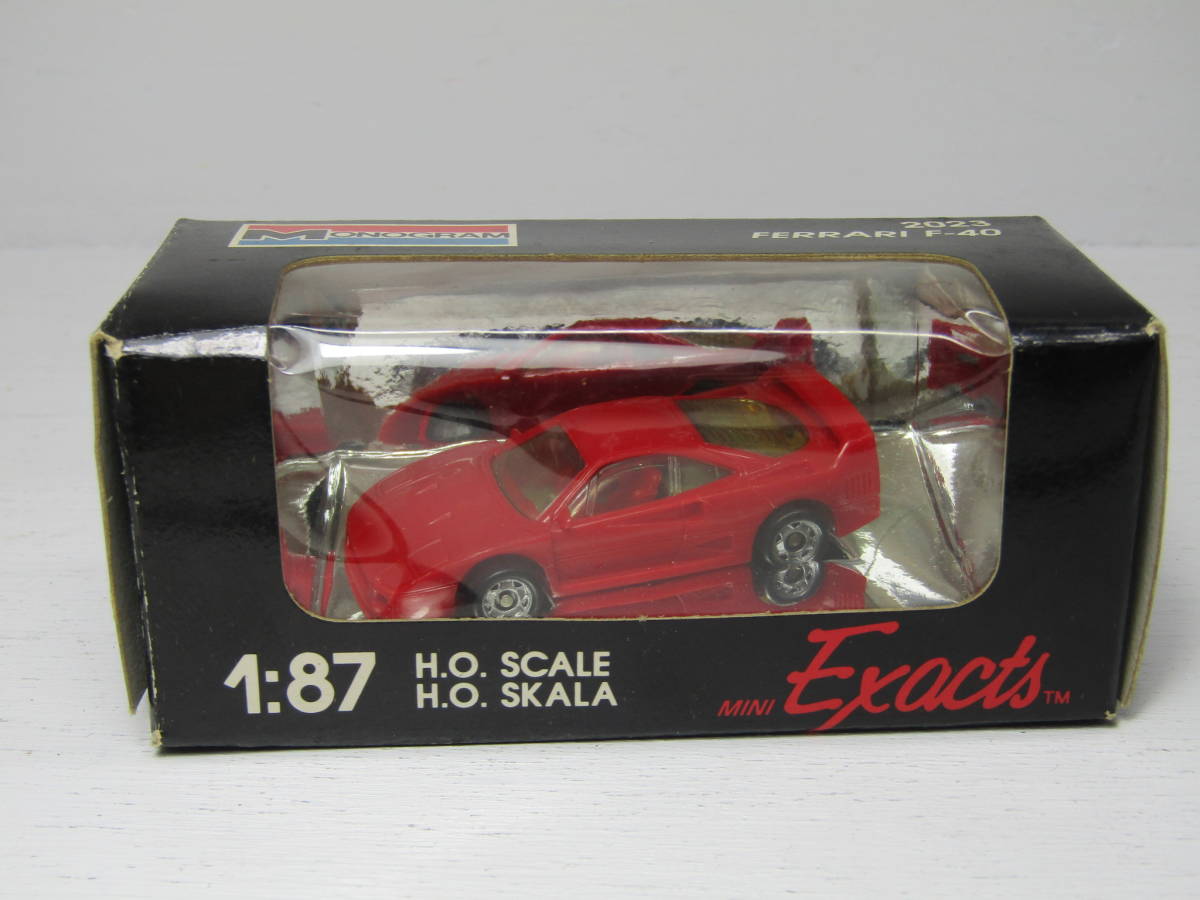 MONOGRAM
2023
FERRARI F-40
1:87
H.O. SCALE
H.O. SKALA
MINI Exacts™